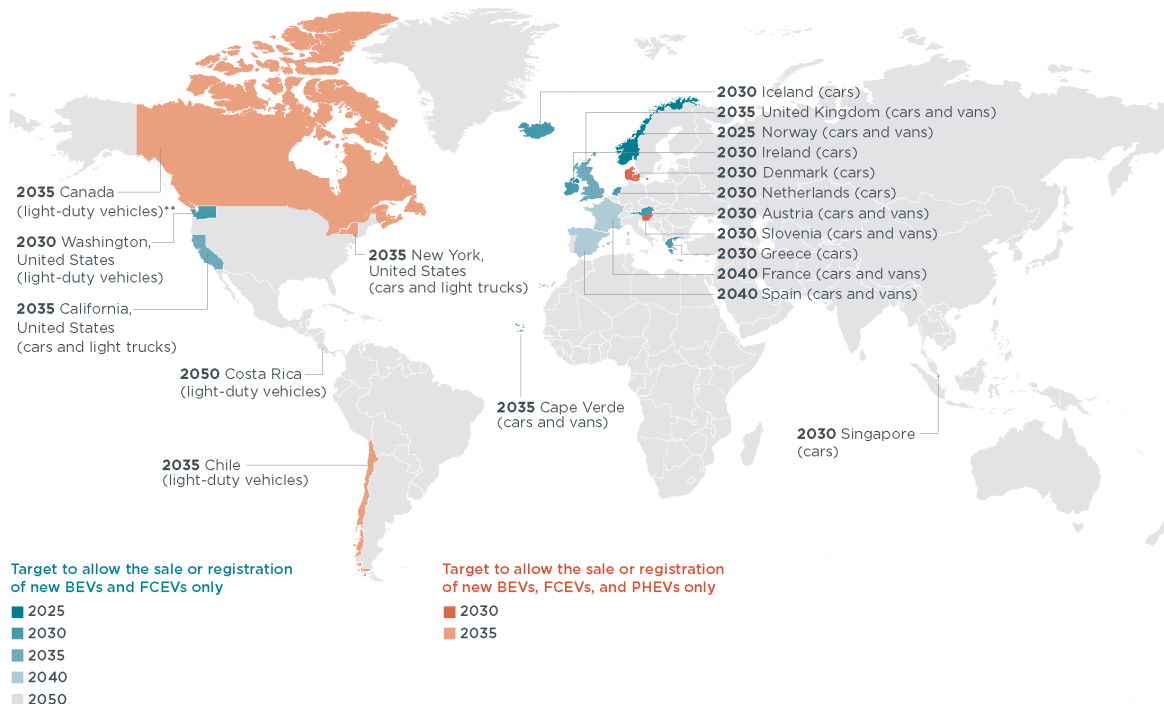 2030 Iceland (cars)
2035 United Kingdom (cars and vans)
2025 Norway (cars and vans)
2030 Ireland (cars)
2030 Denmark (cars)
2030 Netherlands (cars)
2030 Austria (cars and vans)
2030 Slovenia (cars and vans)
2030 Greece (cars)
2040 France (cars and vans)
2040 Spain (cars and vans)
2035 Canada
(light-duty vehicles)**
2030 Washington,
United States
(light-duty vehicles)
2035 California,
United States
(cars and light trucks)
2035 New York,
United States
(cars and light trucks)
2050 Costa Rica
(light-duty vehicles)
2035 Cape Verde
(cars and vans)
2030 Singapore
(cars)
2035 Chile
(light-duty vehicles)
Target to allow the sale or registration
of new BEVs and FCEVs only
2025
2030
2035
2040
2050
Target to allow the sale or registration
of new BEVs, FCEVs, and PHEVs only
2030
2035